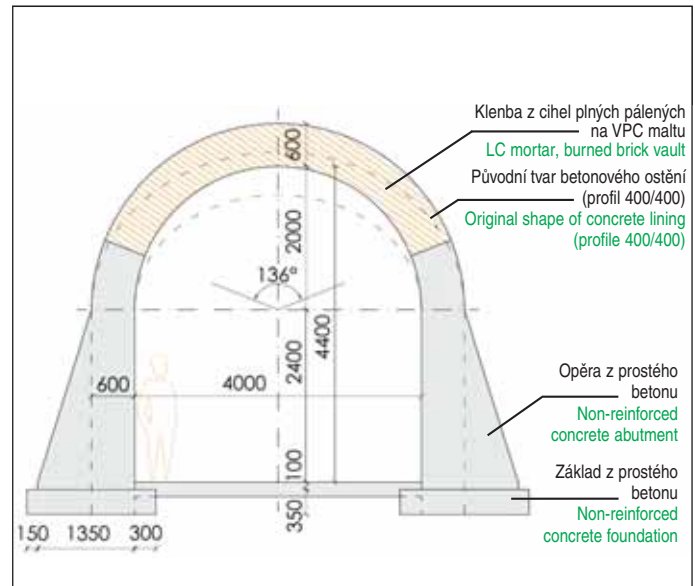 Klenba z cihel plných pálených
na VPC maltu
LC mortar, burned brick vault
Původní tvar betonového ostění
(profil 400/400)
Original shape of concrete lining
(profile 400/400)
600
2000
136°
2400
4400
600
4000
Opěra z prostého
betonu
Non-reinforced
concrete abutment
100
Základ z prostého
betonu
Non-reinforced
concrete foundation
350
150 1350 300